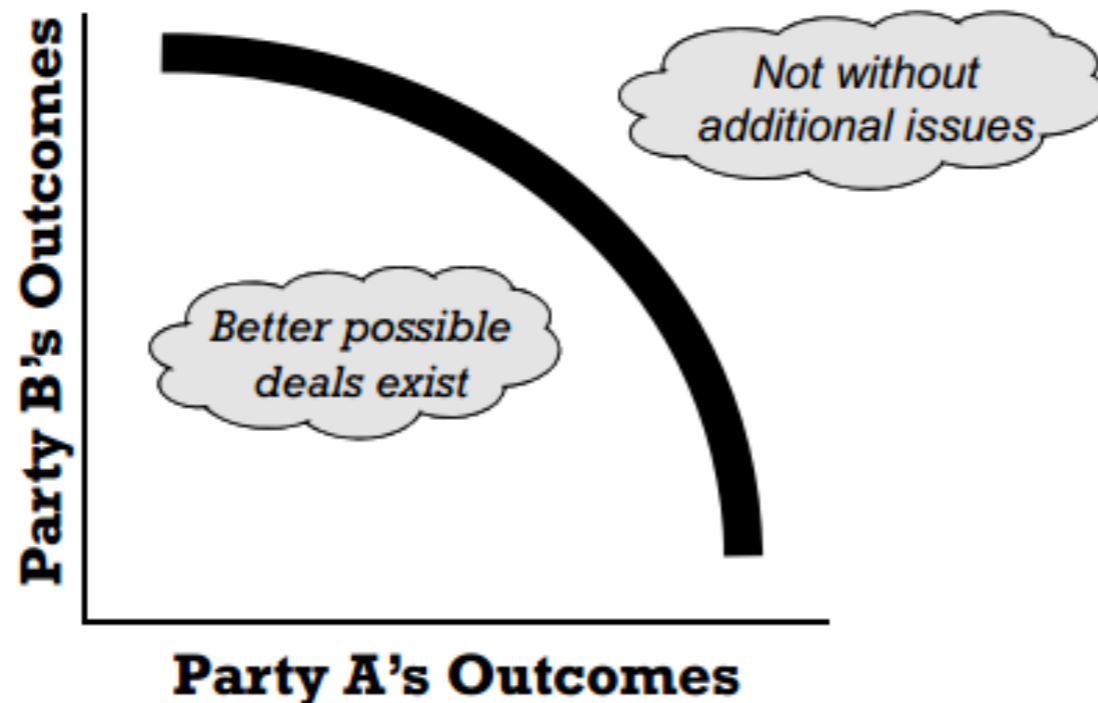 Party B’s Outcomes
Not without
additional issues
Better possible
deals exist
Party A’s Outcomes